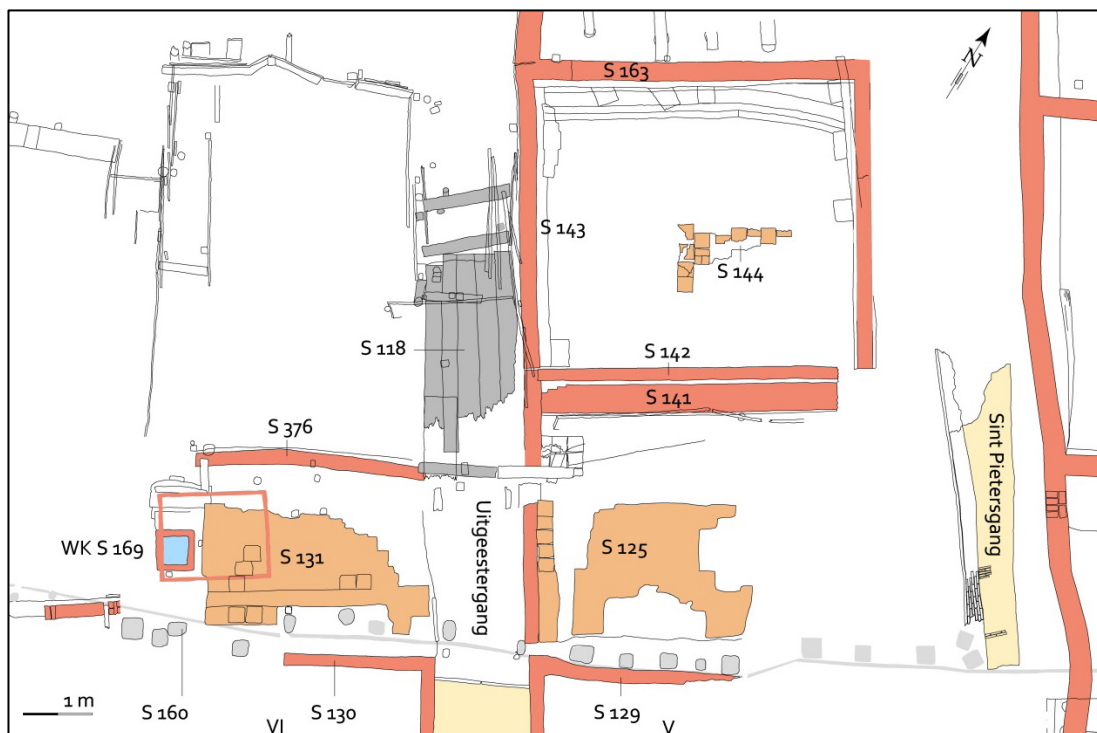 S 163
N
S 143
S 144
S 118
S 142
S 141
S 376
Sint Pietersgang
Uitgeestergang
WK S 169
S 131
S 125
1 m
S 160
S 130
S 129
VI
V